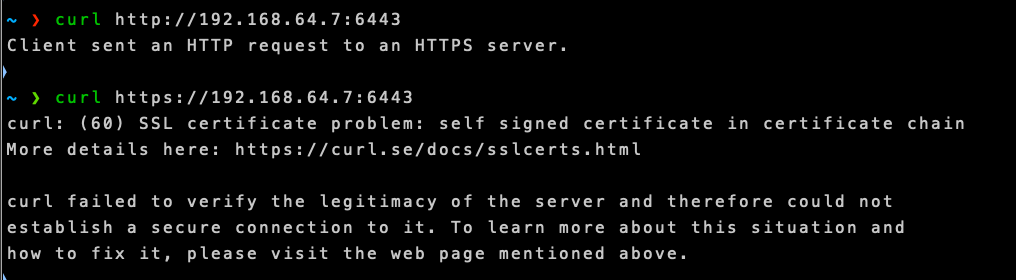 ~ ❯ curl http://192.168.64.7:6443
Client sent an HTTP request to an HTTPS server.
~ ❯ curl https://192.168.64.7:6443
curl: (60) SSL certificate problem: self signed certificate in certificate chain
More details here: https://curl.se/docs/sslcerts.html
curl failed to verify the legitimacy of the server and therefore could not
establish a secure connection to it. To learn more about this situation and
how to fix it, please visit the web page mentioned above.